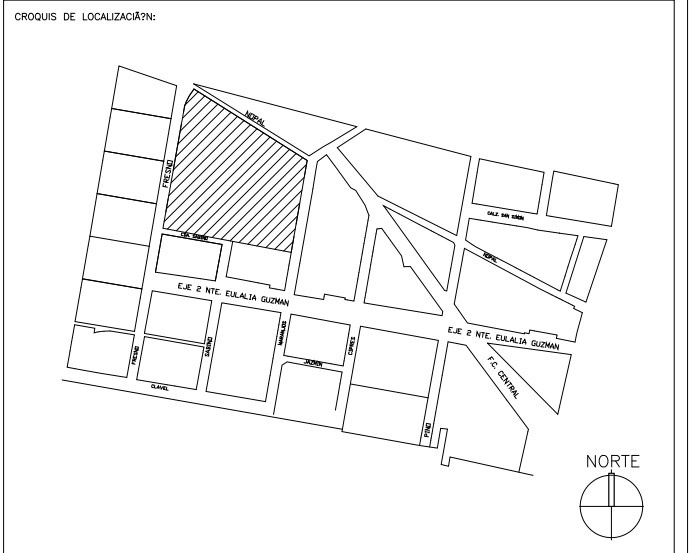 CROQUIS DE LOCALIZACIÃ?N:
NOPAL
FRESNO
CDA. SABINO
CALZ. SAN SIMON
NOPAL
EJE 2 NTE. EULALIA GUZMAN
EJE 2 NTE. EULALIA GUZMAN
FRESNO
SABINO
NARANJOS
CIPRES
JAZMIN
F.C. CENTRAL
CLAVEL
PINO
NORTE